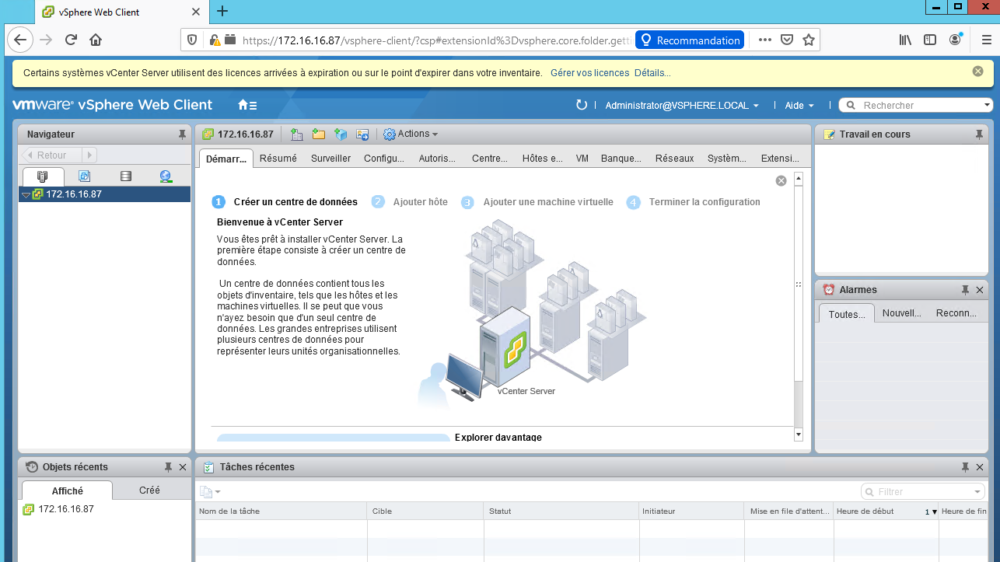 vSphere Web Client
https://172.16.16.87/vsphere-client/?csp#extensionId%3Dvsphere.core.folder.getti
Recommandation
Certains systèmes vCenter Server utilisent des licences arrivées à expiration ou sur le point d'expirer dans votre inventaire. Gérer vos licences Détails...
vmware® vSphere Web Client
Administrator@VSPHERE.LOCAL
Aide
Rechercher
Navigateur
Retour
172.16.16.87
172.16.16.87 Actions
Démarr... Résumé Surveiller Configu... Autoris... Centre... Hôtes e... VM Banque... Réseaux Systèm... Extensi...
1 Créer un centre de données 2 Ajouter hôte 3 Ajouter une machine virtuelle 4 Terminer la configuration
Bienvenue à vCenter Server
Vous êtes prêt à installer vCenter Server. La
première étape consiste à créer un centre de
données.
Un centre de données contient tous les
objets d'inventaire, tels que les hôtes et les
machines virtuelles. Il se peut que vous
n'ayez besoin que d'un seul centre de
données. Les grandes entreprises utilisent
plusieurs centres de données pour
représenter leurs unités organisationnelles.
vCenter Server
Explorer davantage
Travail en cours
Alarmes
Toutes... Nouvell... Reconn...
Objets récents
Affiché Créé
172.16.16.87
Tâches récentes
Filtrer
Nom de la tâche Cible Statut Initiateur Mise en file d'attent... Heure de début 1 Heure de fin